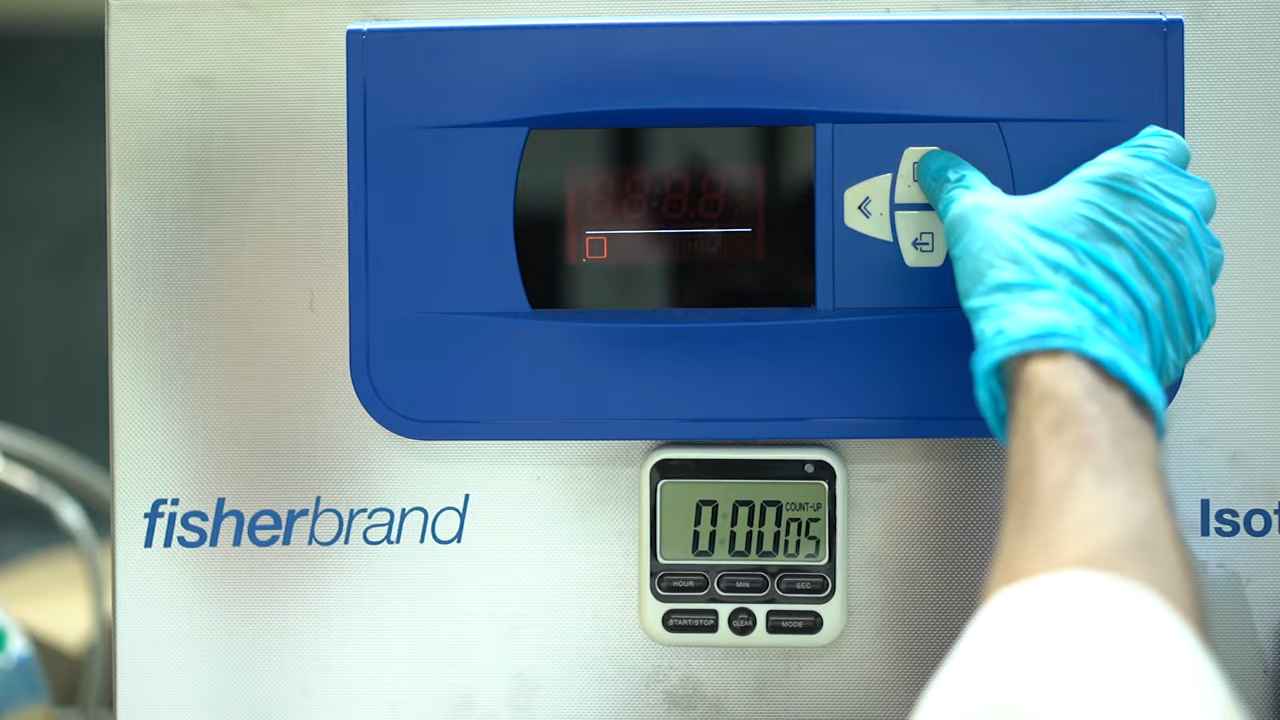 fisherbrand
Isot
COUNT-UP
0:00 05
HOUR MIN SEC
START/STOP CLEAR MODE